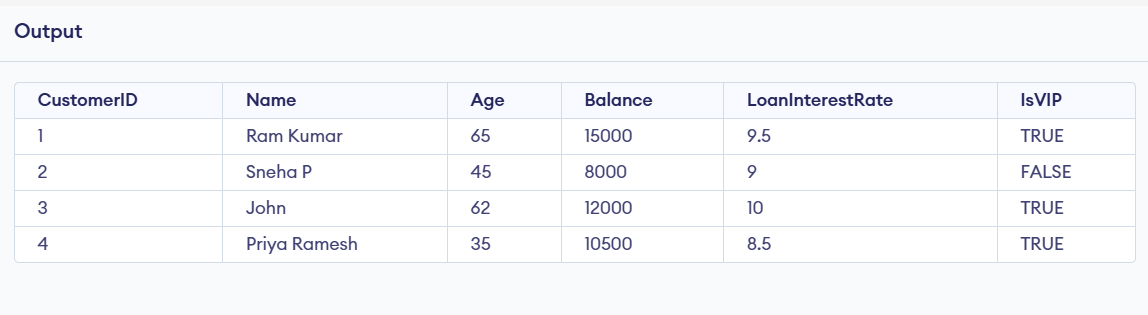 Output
CustomerID Name Age Balance LoanInterestRate IsVIP
1 Ram Kumar 65 15000 9.5 TRUE
2 Sneha P 45 8000 9 FALSE
3 John 62 12000 10 TRUE
4 Priya Ramesh 35 10500 8.5 TRUE